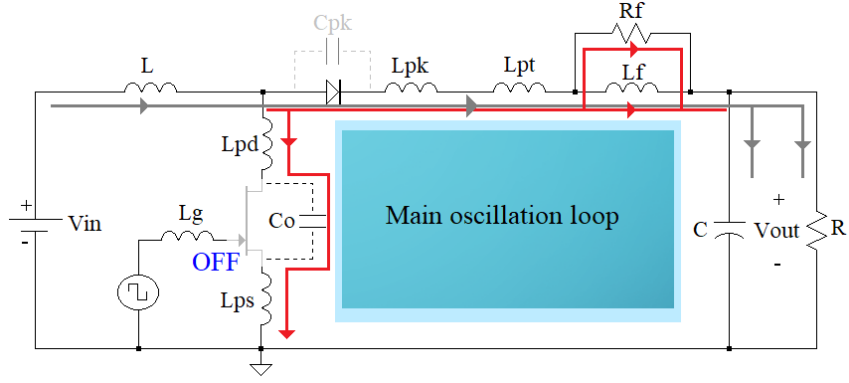 Cpk
Rf
L
Lpk
Lpt
Lf
Lpd
+
Vin
-
Lg
Co
OFF
Lps
Main oscillation loop
C
+
Vout
-
R